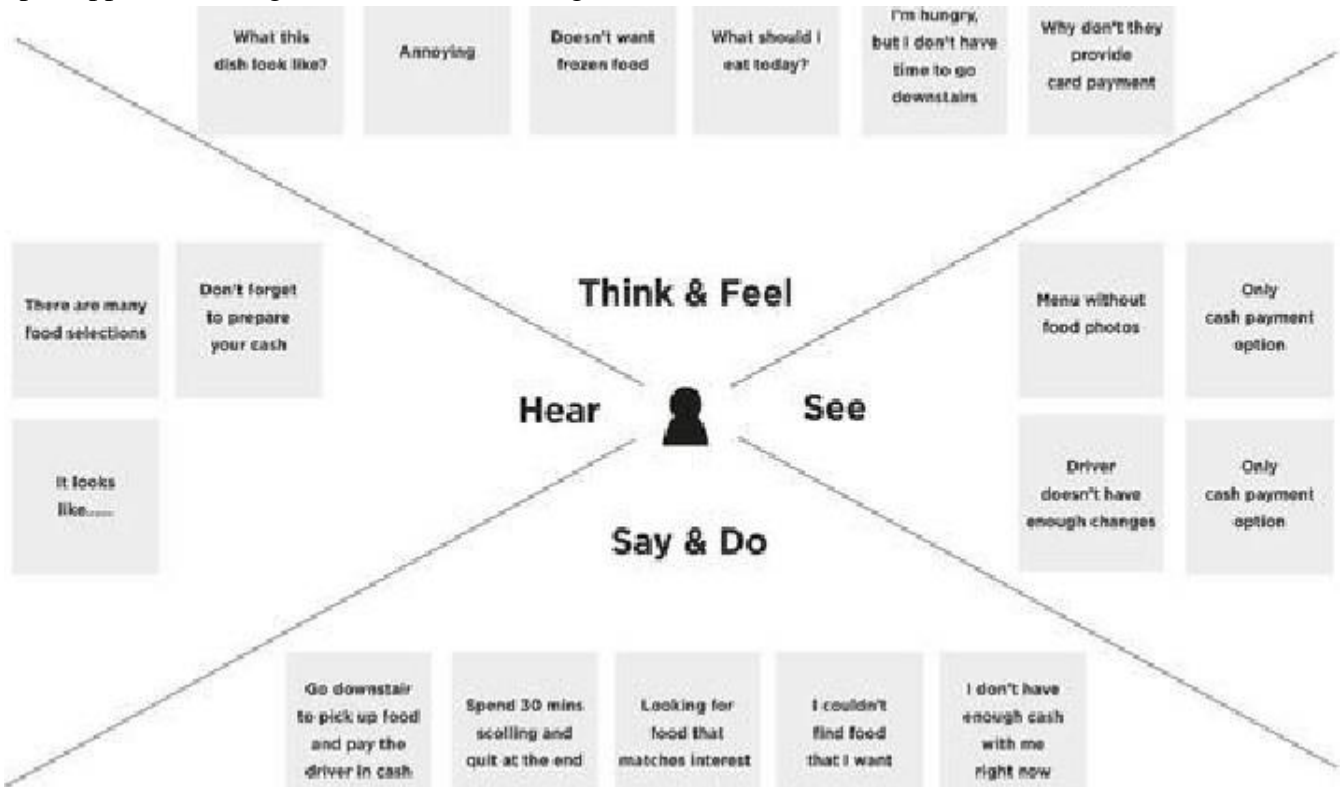 What this
dish look like?
Annoying
Doesn't want
frozen food
What should I
eat today?
I'm hungry,
but I don't have
time to go
downstairs
Why don't they
provide
card payment
Think & Feel
There are many
food selections
Don't forget
to prepare
your cash
It looks
like......
Hear
See
Menu without
food photos
Only
cash payment
option
Driver
doesn't have
enough changes
Only
cash payment
option
Say & Do
Go downstair
to pick up food
and pay the
driver in cash
Spend 30 mins
scolling and
quit at the end
Looking for
food that
matches interest
I couldn't
find food
that I want
I don't have
enough cash
with me
right now